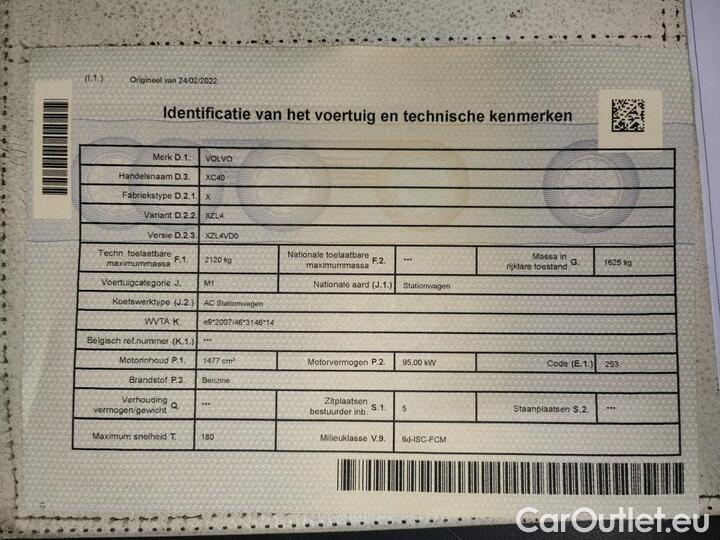 (I.1.) Origineel van 24/02/2022
Identificatie van het voertuig en technische kenmerken
Merk D.1. VOLVO
Handelsnaam D.3. XC40
Fabriekstype D.2.1. X
Variant D.2.2. XZL4
Versie D.2.3. XZL4VD0
Techn. toelaatbare maximummassa F.1. 2120 kg Nationale toelaatbare maximummassa F.2. *** Massa in rijklare toestand G. 1625 kg
Voertuigcategorie J. M1 Nationale aard (J.1.) Stationwagen
Koetswerktype (J.2.) AC Stationwagen
WVTA K. e9*2007/46*3146*14
Belgisch ref.nummer (K.1.) ***
Motorinhoud P.1. 1477 cm³ Motorvermogen P.2. 95,00 kW Code (E.1.) 253
Brandstof P.3. Benzine
Verhouding vermogen/gewicht Q. *** Zitplaatsen bestuurder inb. S.1. 5 Staanplaatsen S.2. ***
Maximum snelheid T. 180 Milieuklasse V.9. 6d-ISC-FCM
CarOutlet.eu